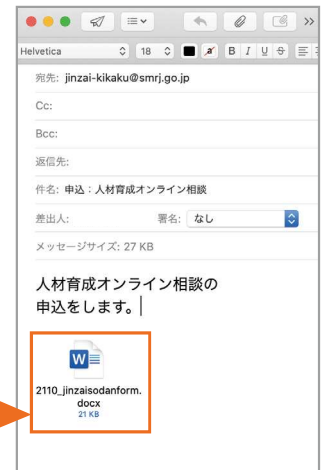 Helvetica 18 B I U S
宛先: jinzai-kikaku@smrj.go.jp
Cc:
Bcc:
返信先:
件名: 申込：人材育成オンライン相談
差出人: 署名: なし
メッセージサイズ: 27 KB
人材育成オンライン相談の
申込をします。
W
2110_jinzaisodanform.
docx
21 KB